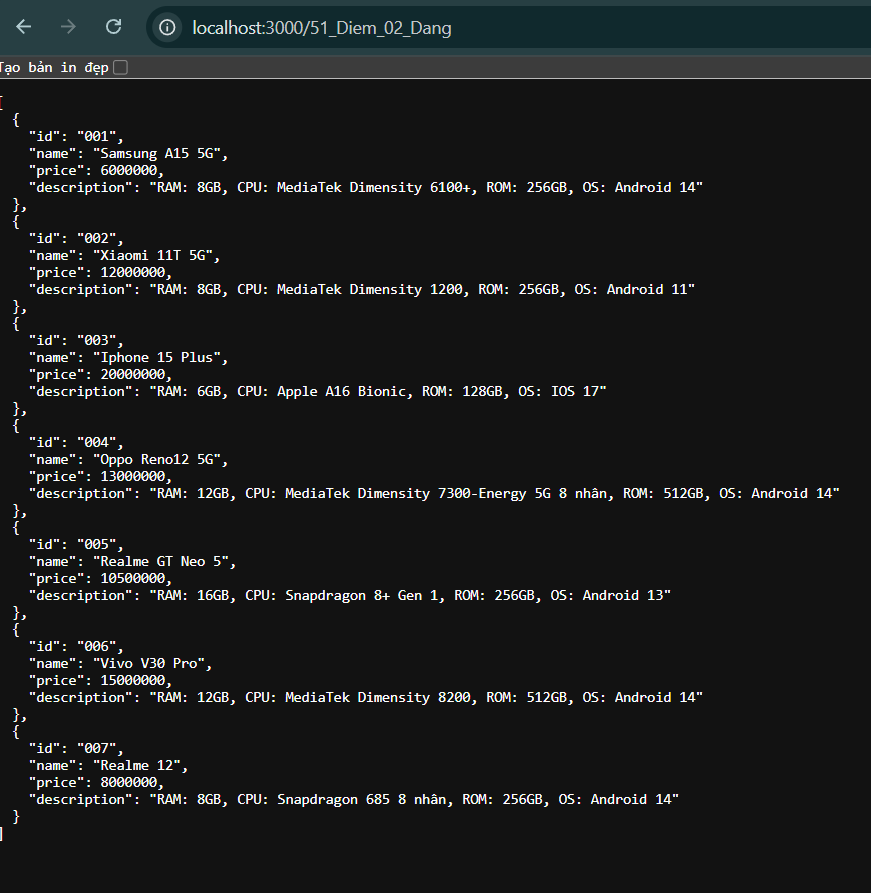 localhost:3000/51_Diem_02_Dang
Tạo bản in đẹp
[
  {
    "id": "001",
    "name": "Samsung A15 5G",
    "price": 6000000,
    "description": "RAM: 8GB, CPU: MediaTek Dimensity 6100+, ROM: 256GB, OS: Android 14"
  },
  {
    "id": "002",
    "name": "Xiaomi 11T 5G",
    "price": 12000000,
    "description": "RAM: 8GB, CPU: MediaTek Dimensity 1200, ROM: 256GB, OS: Android 11"
  },
  {
    "id": "003",
    "name": "Iphone 15 Plus",
    "price": 20000000,
    "description": "RAM: 6GB, CPU: Apple A16 Bionic, ROM: 128GB, OS: IOS 17"
  },
  {
    "id": "004",
    "name": "Oppo Reno12 5G",
    "price": 13000000,
    "description": "RAM: 12GB, CPU: MediaTek Dimensity 7300-Energy 5G 8 nhân, ROM: 512GB, OS: Android 14"
  },
  {
    "id": "005",
    "name": "Realme GT Neo 5",
    "price": 10500000,
    "description": "RAM: 16GB, CPU: Snapdragon 8+ Gen 1, ROM: 256GB, OS: Android 13"
  },
  {
    "id": "006",
    "name": "Vivo V30 Pro",
    "price": 15000000,
    "description": "RAM: 12GB, CPU: MediaTek Dimensity 8200, ROM: 512GB, OS: Android 14"
  },
  {
    "id": "007",
    "name": "Realme 12",
    "price": 8000000,
    "description": "RAM: 8GB, CPU: Snapdragon 685 8 nhân, ROM: 256GB, OS: Android 14"
  }
]